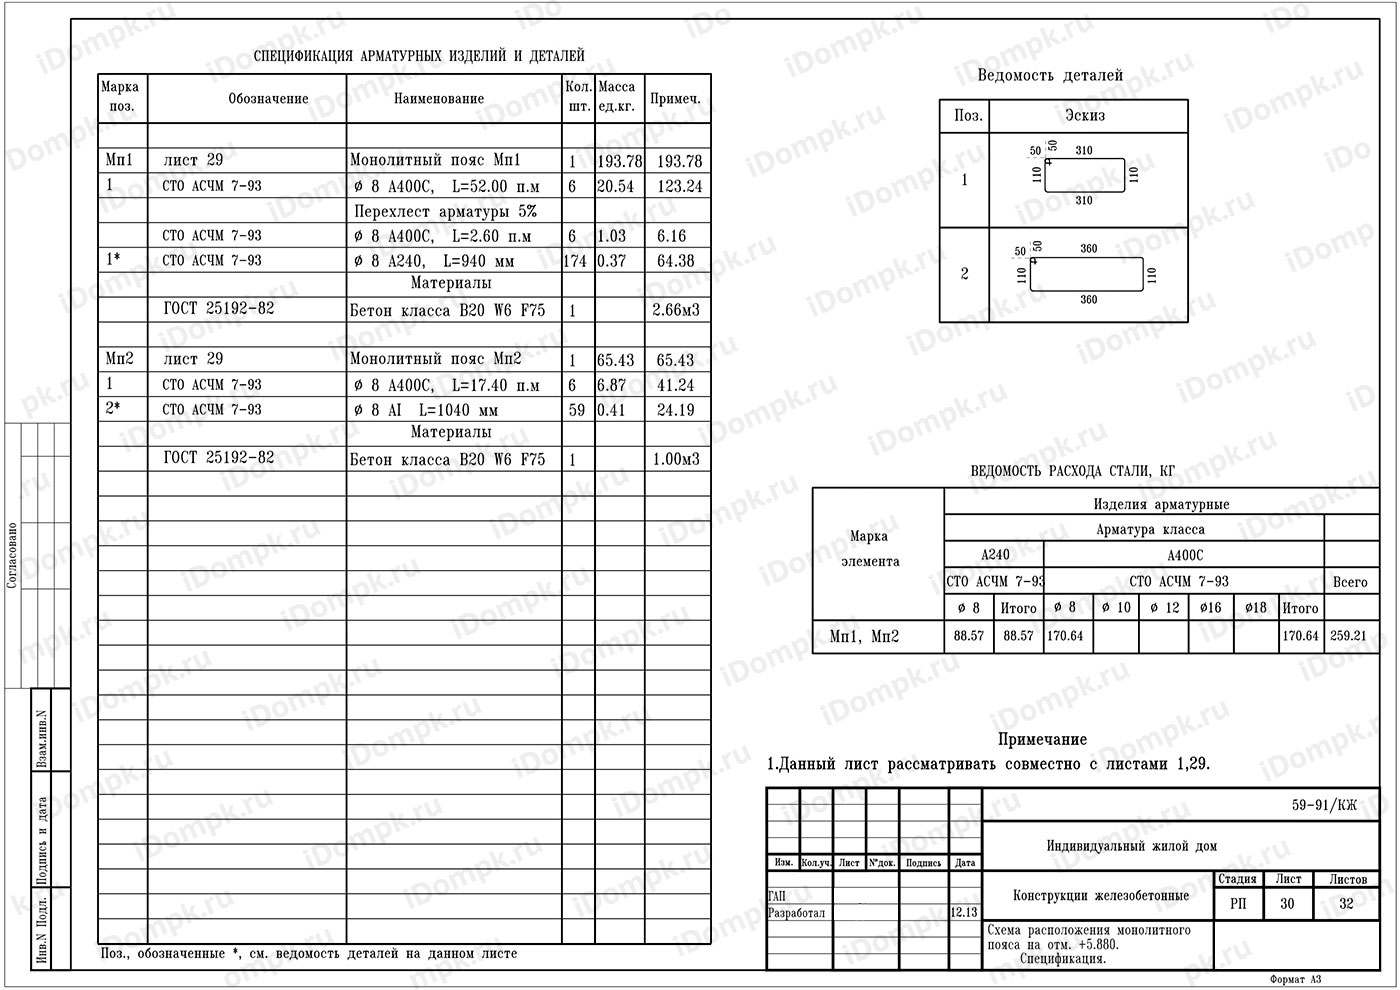 СПЕЦИФИКАЦИЯ АРМАТУРНЫХ ИЗДЕЛИЙ И ДЕТАЛЕЙ
Марка поз. Обозначение Наименование Кол. шт. Масса ед.кг. Примеч.
Мп1 лист 29 Монолитный пояс Мп1 1 193.78 193.78
1 СТО АСЧМ 7-93 ø 8 А400С, L=52.00 п.м 6 20.54 123.24
Перехлест арматуры 5%
СТО АСЧМ 7-93 ø 8 А400С, L=2.60 п.м 6 1.03 6.16
1* СТО АСЧМ 7-93 ø 8 А240, L=940 мм 174 0.37 64.38
Материалы
ГОСТ 25192-82 Бетон класса В20 W6 F75 1 2.66м3
Мп2 лист 29 Монолитный пояс Мп2 1 65.43 65.43
1 СТО АСЧМ 7-93 ø 8 А400С, L=17.40 п.м 6 6.87 41.24
2* СТО АСЧМ 7-93 ø 8 АI L=1040 мм 59 0.41 24.19
Материалы
ГОСТ 25192-82 Бетон класса В20 W6 F75 1 1.00м3
Поз., обозначенные *, см. ведомость деталей на данном листе
Ведомость деталей
Поз. Эскиз
1 50 50 310 110 110 310
2 50 50 360 110 110 360
ВЕДОМОСТЬ РАСХОДА СТАЛИ, КГ
Марка элемента
Изделия арматурные
Арматура класса
А240 А400С
СТО АСЧМ 7-93 СТО АСЧМ 7-93 Всего
ø 8 Итого ø 8 ø 10 ø 12 ø16 ø18 Итого
Мп1, Мп2 88.57 88.57 170.64 170.64 259.21
Примечание
1.Данный лист рассматривать совместно с листами 1,29.
59-91/КЖ
Индивидуальный жилой дом
Изм. Кол.уч. Лист №док. Подпись Дата
ГАП
Разработал 12.13
Конструкции железобетонные
Стадия Лист Листов
РП 30 32
Схема расположения монолитного
пояса на отм. +5.880.
Спецификация.
Формат А3
Согласовано
Взам.инв.N
Подпись и дата
Инв.N Подл.
iDompk.ru